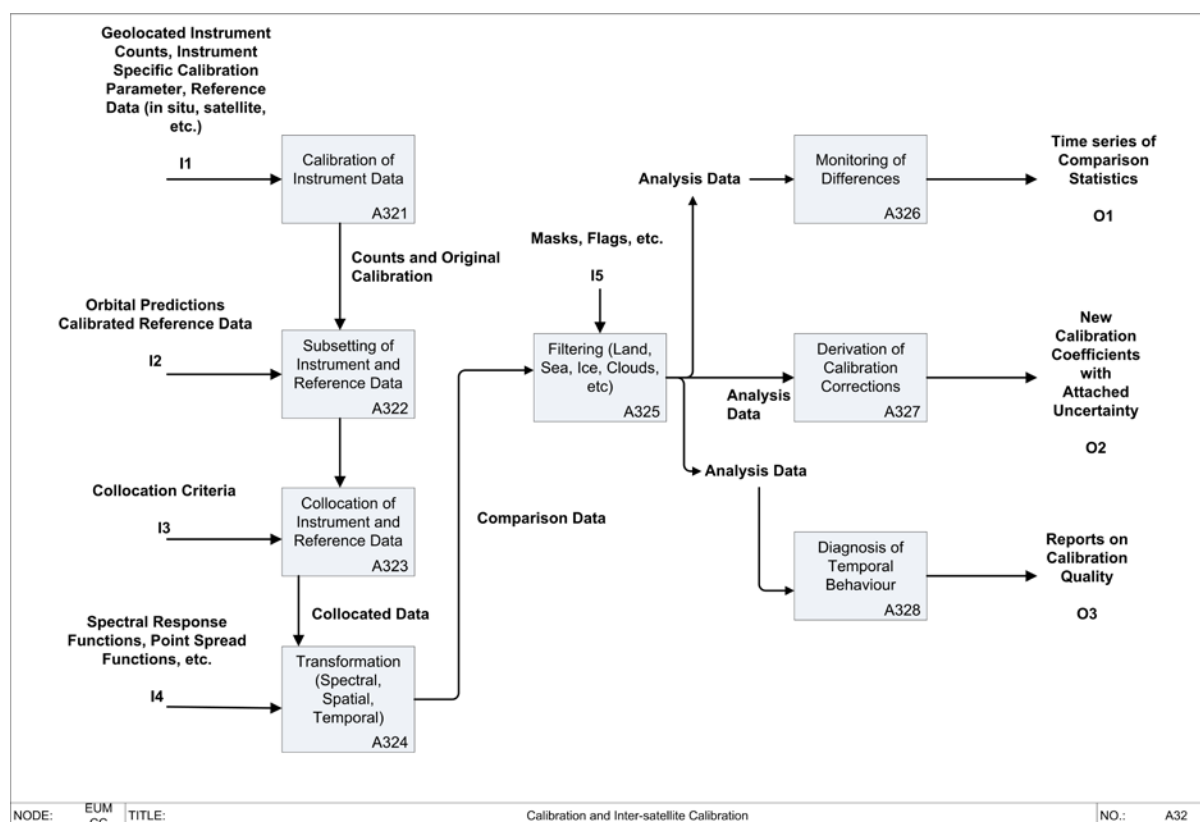 Geolocated Instrument
Counts, Instrument
Specific Calibration
Parameter, Reference
Data (in situ, satellite,
etc.)
I1
Calibration of
Instrument Data
A321
Counts and Original
Calibration
Orbital Predictions
Calibrated Reference Data
I2
Subsetting of
Instrument and
Reference Data
A322
Collocation Criteria
I3
Collocation of
Instrument and
Reference Data
A323
Collocated Data
Spectral Response
Functions, Point Spread
Functions, etc.
I4
Transformation
(Spectral,
Spatial,
Temporal)
A324
Comparison Data
Masks, Flags, etc.
I5
Filtering (Land,
Sea, Ice, Clouds,
etc)
A325
Analysis Data
Monitoring of
Differences
A326
Time series of
Comparison
Statistics
O1
Analysis
Data
Derivation of
Calibration
Corrections
A327
New
Calibration
Coefficients
with
Attached
Uncertainty
O2
Analysis Data
Diagnosis of
Temporal
Behaviour
A328
Reports on
Calibration
Quality
O3
NODE: EUM
TITLE: Calibration and Inter-satellite Calibration
NO.: A32